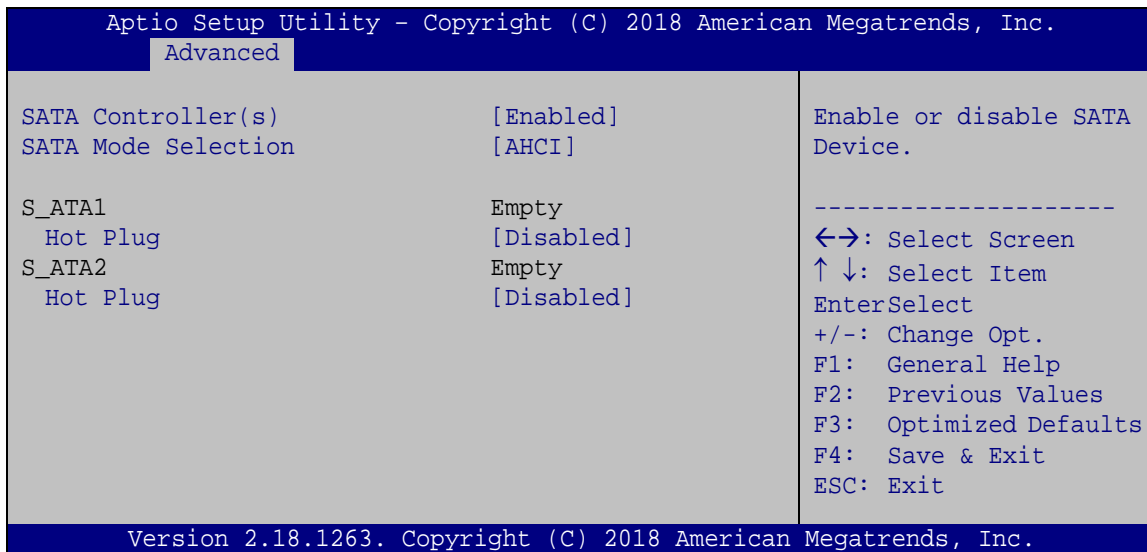 Aptio Setup Utility – Copyright (C) 2018 American Megatrends, Inc.
Advanced
SATA Controller(s) [Enabled]
SATA Mode Selection [AHCI]
S_ATA1 Empty
Hot Plug [Disabled]
S_ATA2 Empty
Hot Plug [Disabled]
Enable or disable SATA
Device.
---------------------
←→: Select Screen
↑ ↓: Select Item
EnterSelect
+/-: Change Opt.
F1: General Help
F2: Previous Values
F3: Optimized Defaults
F4: Save & Exit
ESC: Exit
Version 2.18.1263. Copyright (C) 2018 American Megatrends, Inc.